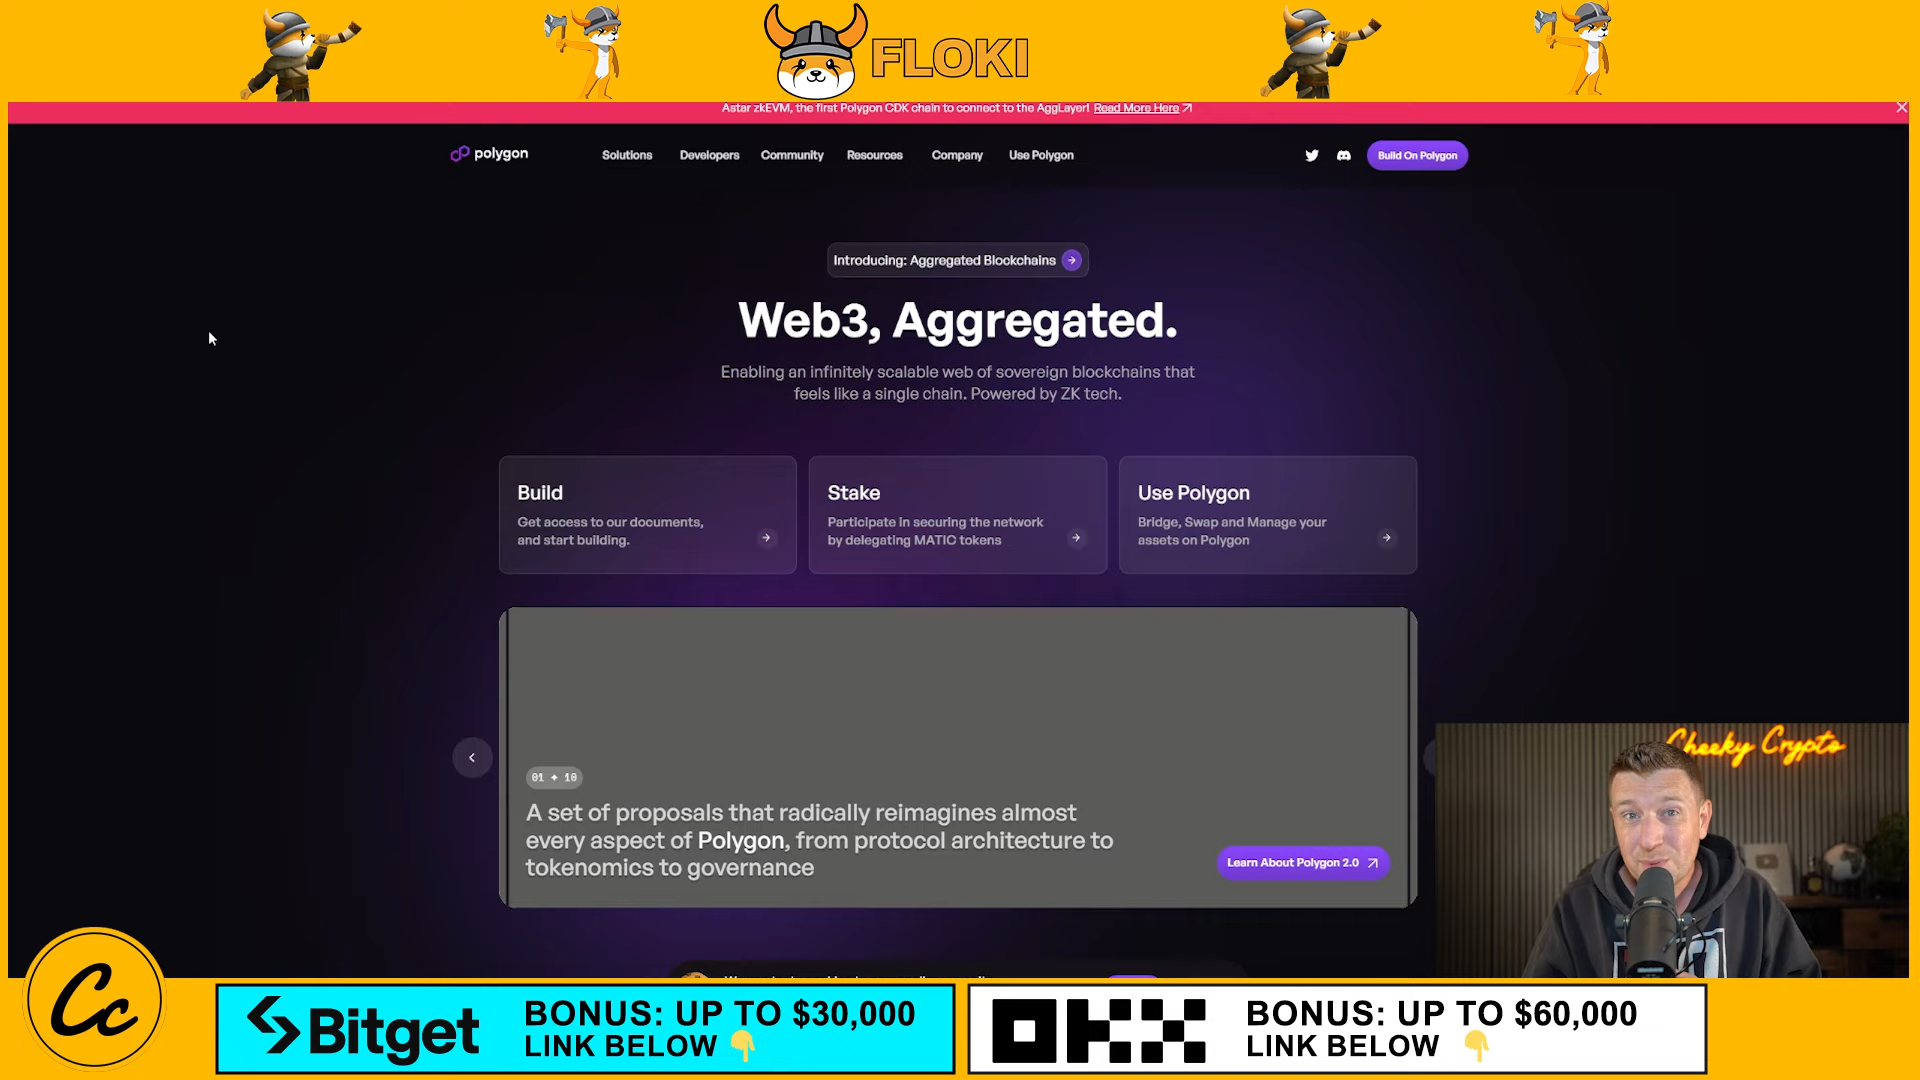 FLOKI
Astar zkEVM, the first Polygon CDK chain to connect to the AggLayer! Read More Here
polygon
Solutions
Developers
Community
Resources
Company
Use Polygon
Build On Polygon
Introducing: Aggregated Blockchains
Web3, Aggregated.
Enabling an infinitely scalable web of sovereign blockchains that
feels like a single chain. Powered by ZK tech.
Build
Get access to our documents,
and start building.
Stake
Participate in securing the network
by delegating MATIC tokens
Use Polygon
Bridge, Swap and Manage your
assets on Polygon
01 ✦ 10
A set of proposals that radically reimagines almost
every aspect of Polygon, from protocol architecture to
tokenomics to governance
Learn About Polygon 2.0
Cheeky Crypto
Cc
Bitget
BONUS: UP TO $30,000
LINK BELOW 👇
OKX
BONUS: UP TO $60,000
LINK BELOW 👇